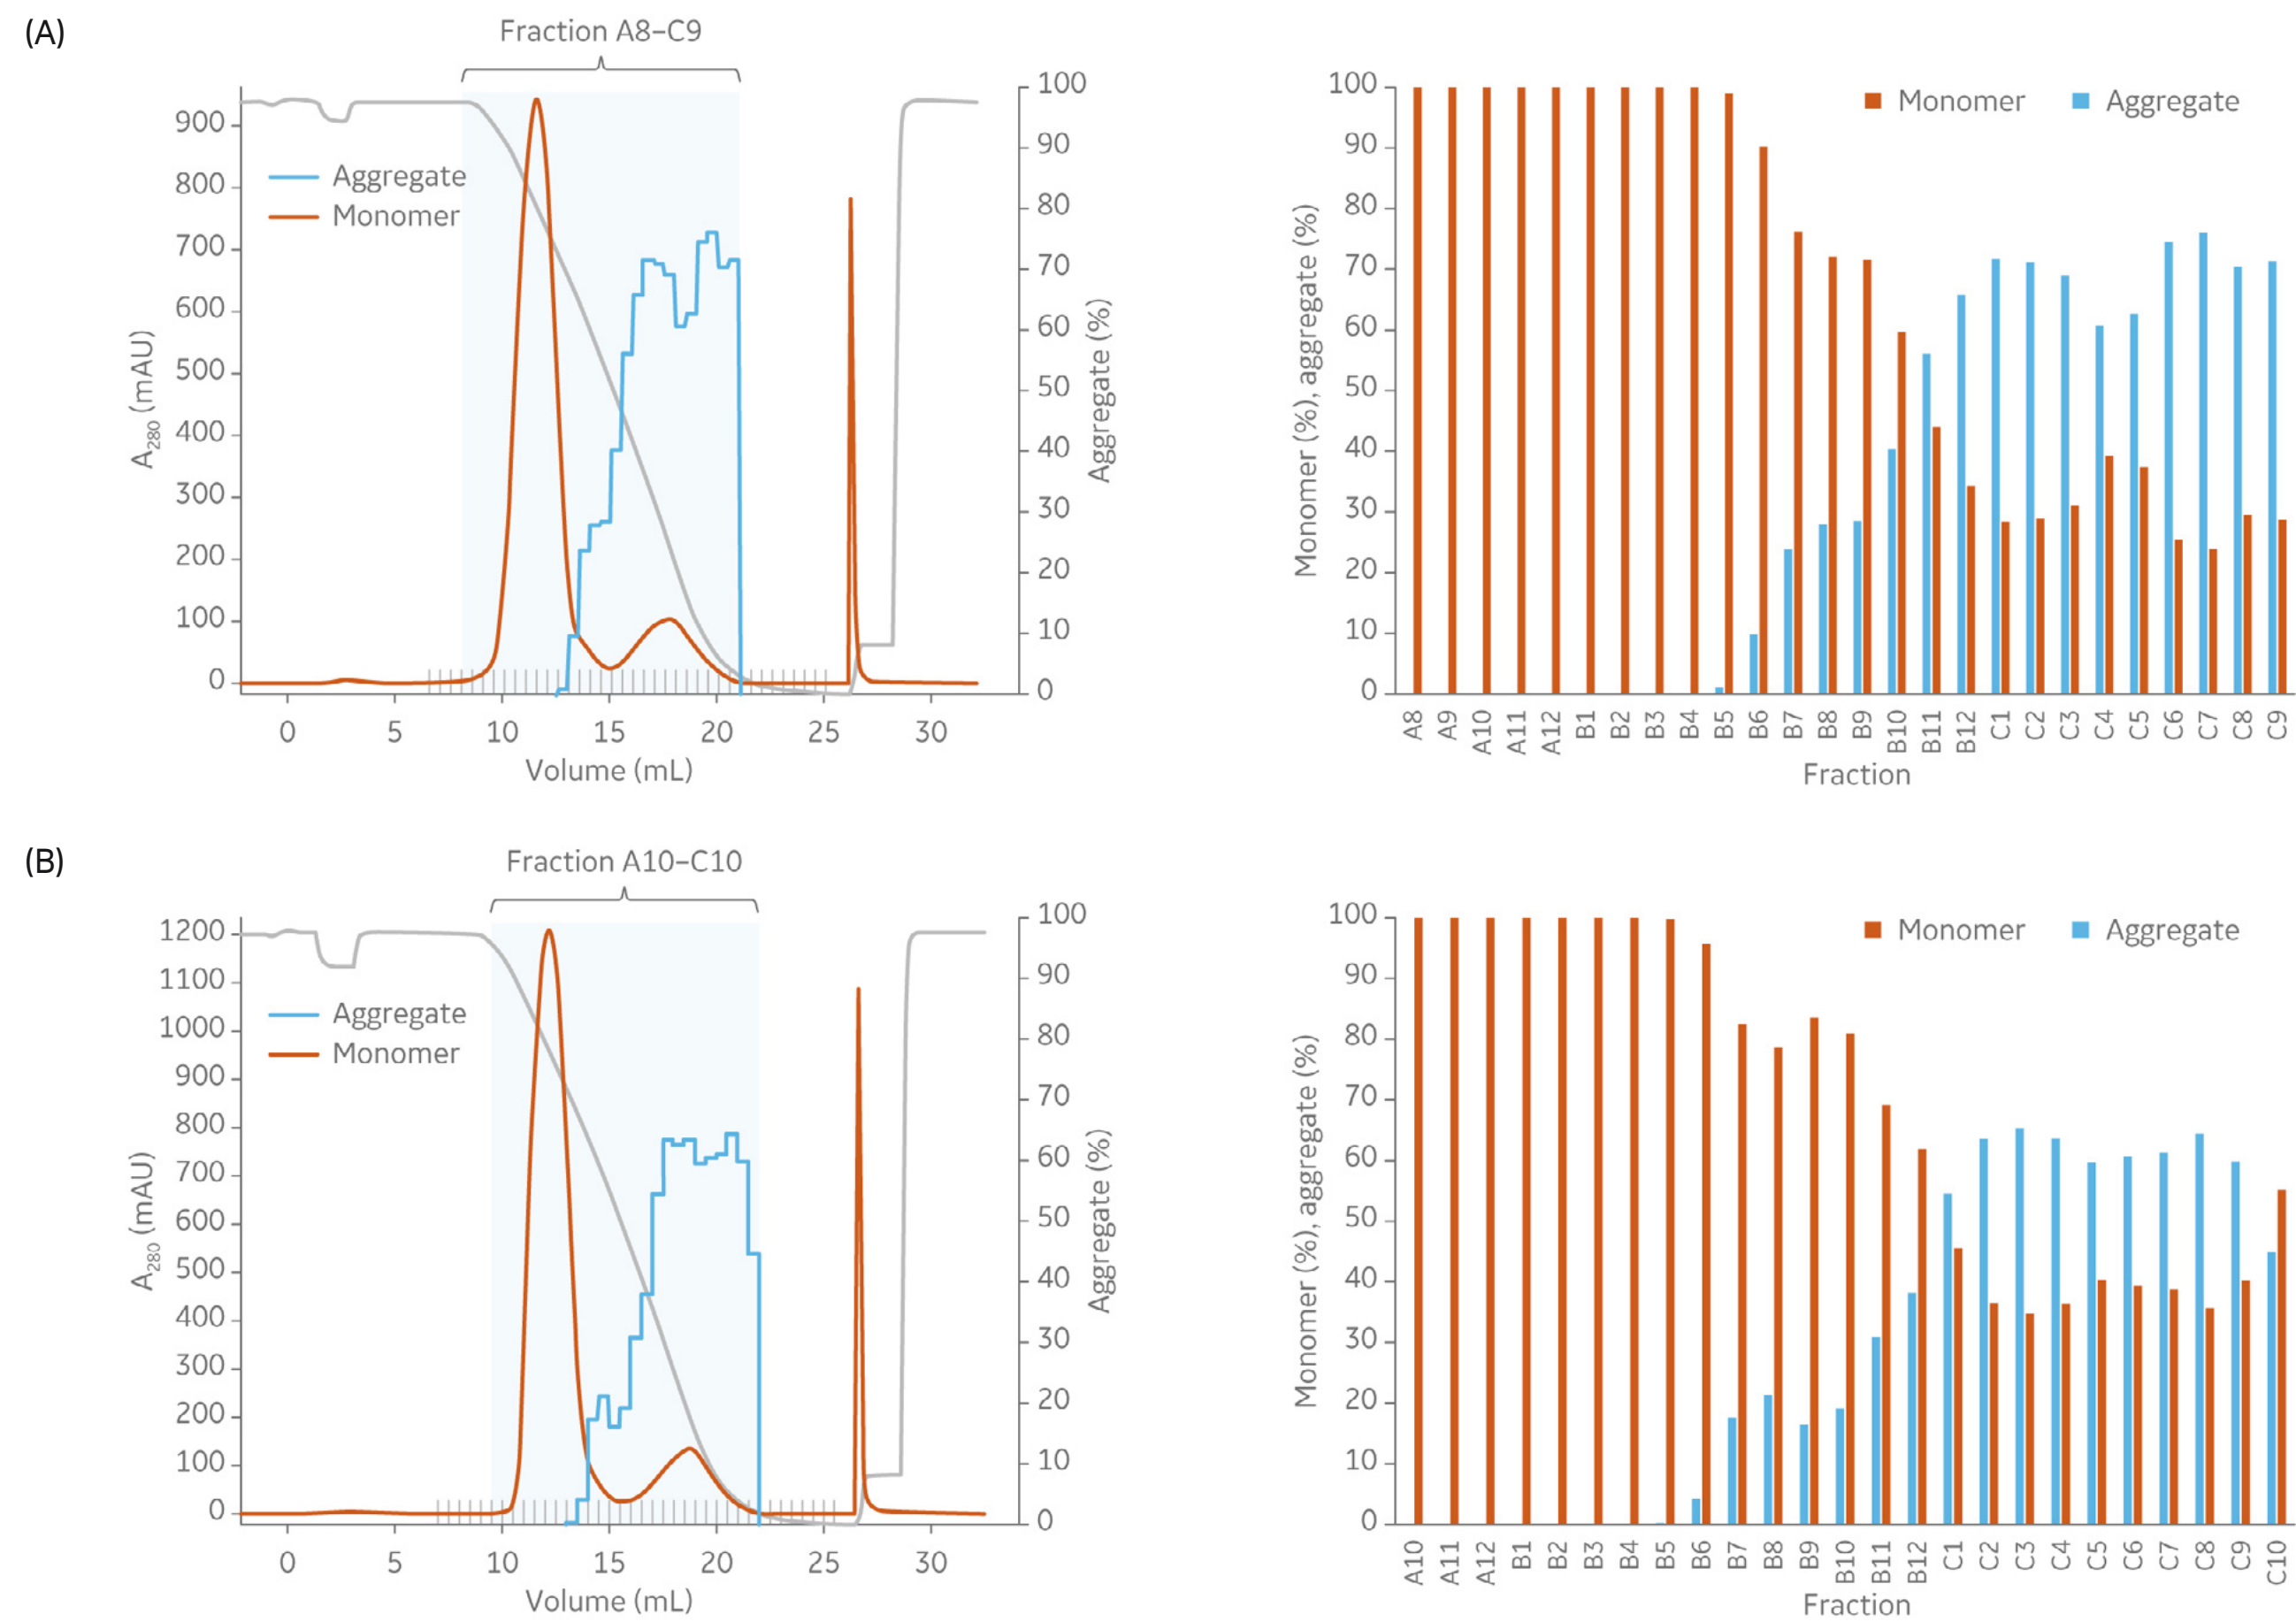 (A)
Fraction A8–C9
Aggregate
Monomer
900
800
700
600
500
400
300
200
100
0
A280 (mAU)
100
90
80
70
60
50
40
30
20
10
0
Aggregate (%)
0 5 10 15 20 25 30
Volume (mL)
Monomer Aggregate
100
90
80
70
60
50
40
30
20
10
0
Monomer (%), aggregate (%)
A8 A9 A10 A11 A12 B1 B2 B3 B4 B5 B6 B7 B8 B9 B10 B11 B12 C1 C2 C3 C4 C5 C6 C7 C8 C9
Fraction
(B)
Fraction A10–C10
Aggregate
Monomer
1200
1100
1000
900
800
700
600
500
400
300
200
100
0
A280 (mAU)
100
90
80
70
60
50
40
30
20
10
0
Aggregate (%)
0 5 10 15 20 25 30
Volume (mL)
Monomer Aggregate
100
90
80
70
60
50
40
30
20
10
0
Monomer (%), aggregate (%)
A10 A11 A12 B1 B2 B3 B4 B5 B6 B7 B8 B9 B10 B11 B12 C1 C2 C3 C4 C5 C6 C7 C8 C9 C10
Fraction